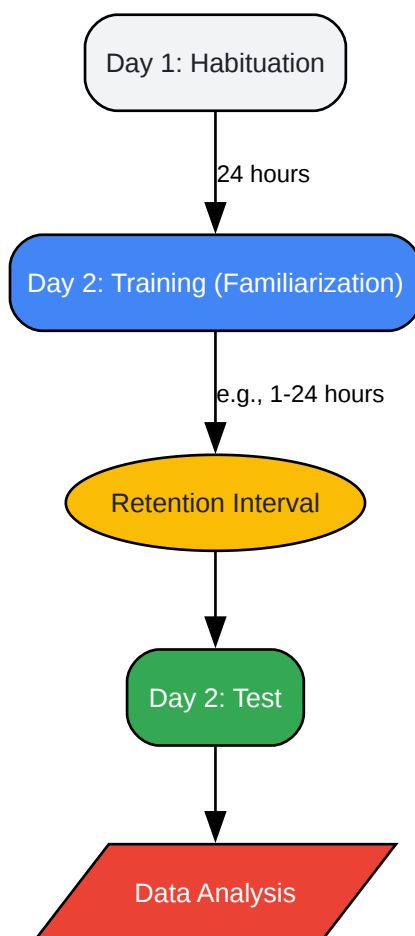 Day 1: Habituation
24 hours
Day 2: Training (Familiarization)
e.g., 1-24 hours
Retention Interval
Day 2: Test
Data Analysis